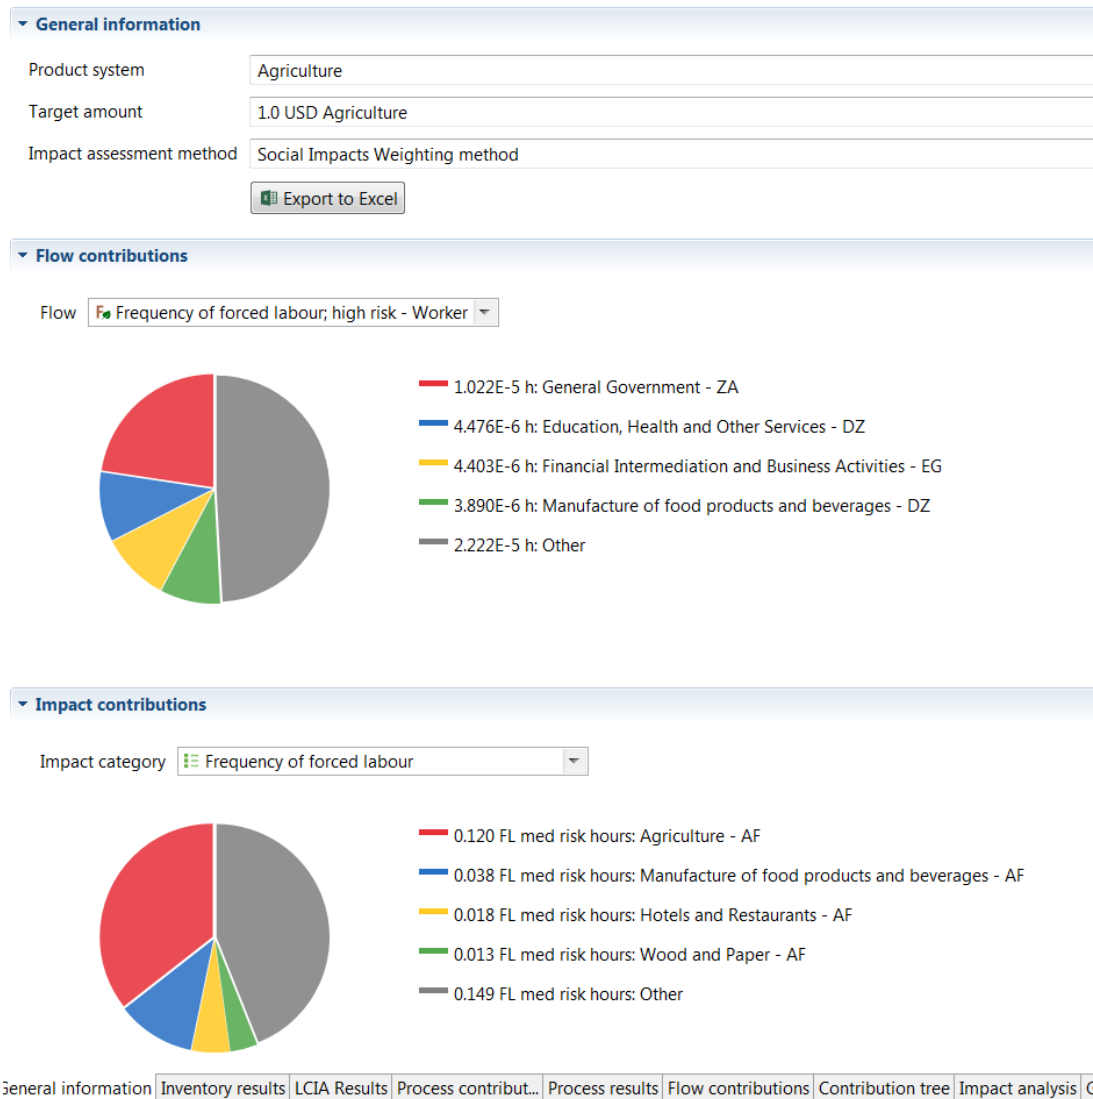 General information
Product system Agriculture
Target amount 1.0 USD Agriculture
Impact assessment method Social Impacts Weighting method
Export to Excel
Flow contributions
Flow Frequency of forced labour; high risk - Worker
1.022E-5 h: General Government - ZA
4.476E-6 h: Education, Health and Other Services - DZ
4.403E-6 h: Financial Intermediation and Business Activities - EG
3.890E-6 h: Manufacture of food products and beverages - DZ
2.222E-5 h: Other
Impact contributions
Impact category Frequency of forced labour
0.120 FL med risk hours: Agriculture - AF
0.038 FL med risk hours: Manufacture of food products and beverages - AF
0.018 FL med risk hours: Hotels and Restaurants - AF
0.013 FL med risk hours: Wood and Paper - AF
0.149 FL med risk hours: Other
General information Inventory results LCIA Results Process contribut... Process results Flow contributions Contribution tree Impact analysis